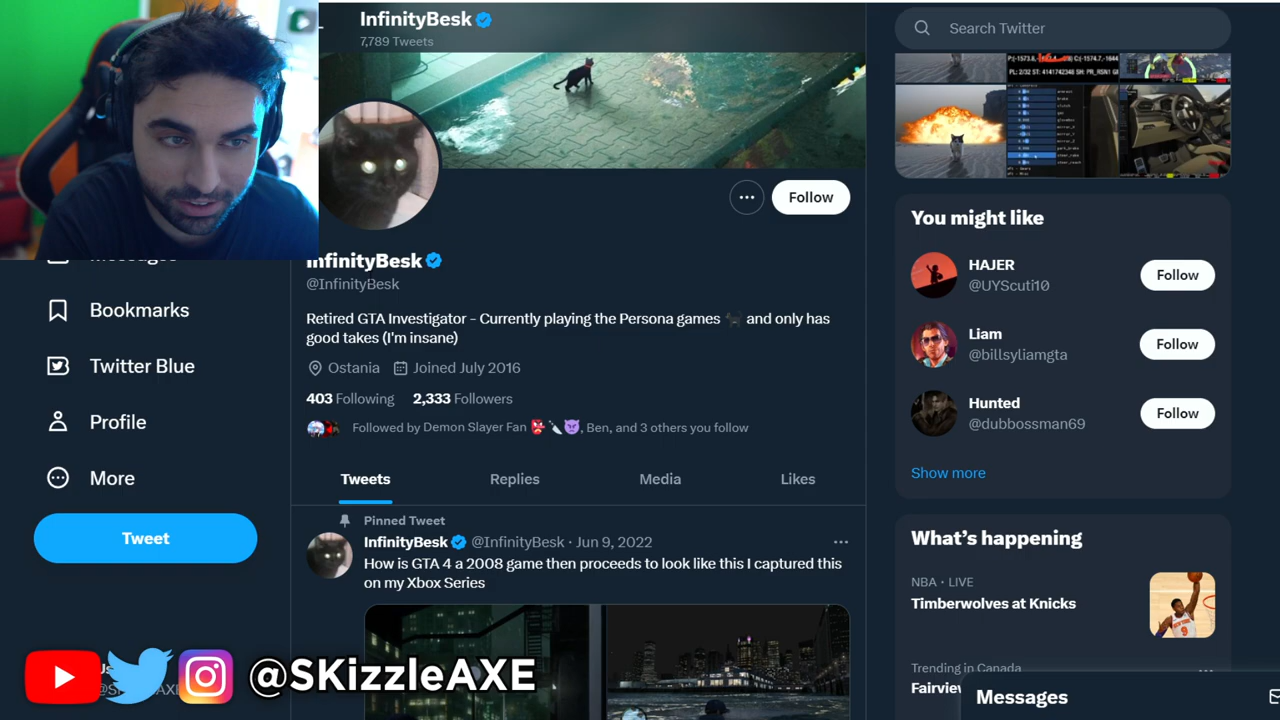 InfinityBesk
7,789 Tweets
Search Twitter
Follow
InfinityBesk
@InfinityBesk
Retired GTA Investigator - Currently playing the Persona games 🐈‍⬛ and only has
good takes (I'm insane)
Ostania Joined July 2016
403 Following 2,333 Followers
Followed by Demon Slayer Fan 👺🔪😈, Ben, and 3 others you follow
Tweets Replies Media Likes
Pinned Tweet
InfinityBesk @InfinityBesk · Jun 9, 2022
How is GTA 4 a 2008 game then proceeds to look like this I captured this
on my Xbox Series
Messages
Bookmarks
Twitter Blue
Profile
More
Tweet
@SKizzleAXE
You might like
HAJER
@UYScuti10
Follow
Liam
@billsyliamgta
Follow
Hunted
@dubbossman69
Follow
Show more
What's happening
NBA · LIVE
Timberwolves at Knicks
Trending in Canada
Fairview
Messages